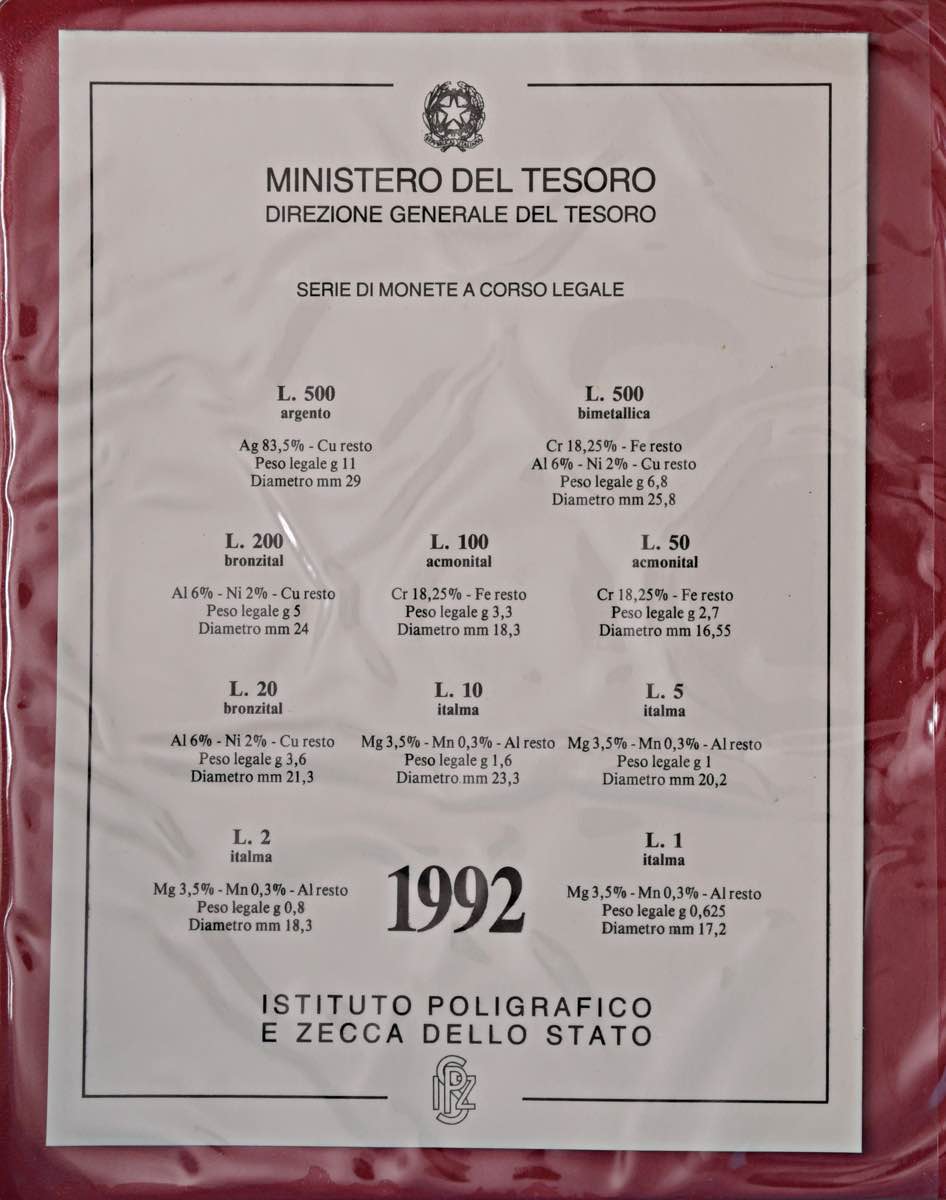 MINISTERO DEL TESORO
DIREZIONE GENERALE DEL TESORO
SERIE DI MONETE A CORSO LEGALE
L. 500
argento
Ag 83,5% - Cu resto
Peso legale g 11
Diametro mm 29
L. 500
bimetallica
Cr 18,25% - Fe resto
Al 6% - Ni 2% - Cu resto
Peso legale g 6,8
Diametro mm 25,8
L. 200
bronzital
Al 6% - Ni 2% - Cu resto
Peso legale g 5
Diametro mm 24
L. 100
acmonital
Cr 18,25% - Fe resto
Peso legale g 3,3
Diametro mm 18,3
L. 50
acmonital
Cr 18,25% - Fe resto
Peso legale g 2,7
Diametro mm 16,55
L. 20
bronzital
Al 6% - Ni 2% - Cu resto
Peso legale g 3,6
Diametro mm 21,3
L. 10
italma
Mg 3,5% - Mn 0,3% - Al resto
Peso legale g 1,6
Diametro mm 23,3
L. 5
italma
Mg 3,5% - Mn 0,3% - Al resto
Peso legale g 1
Diametro mm 20,2
L. 2
italma
Mg 3,5% - Mn 0,3% - Al resto
Peso legale g 0,8
Diametro mm 18,3
1992
L. 1
italma
Mg 3,5% - Mn 0,3% - Al resto
Peso legale g 0,625
Diametro mm 17,2
ISTITUTO POLIGRAFICO
E ZECCA DELLO STATO